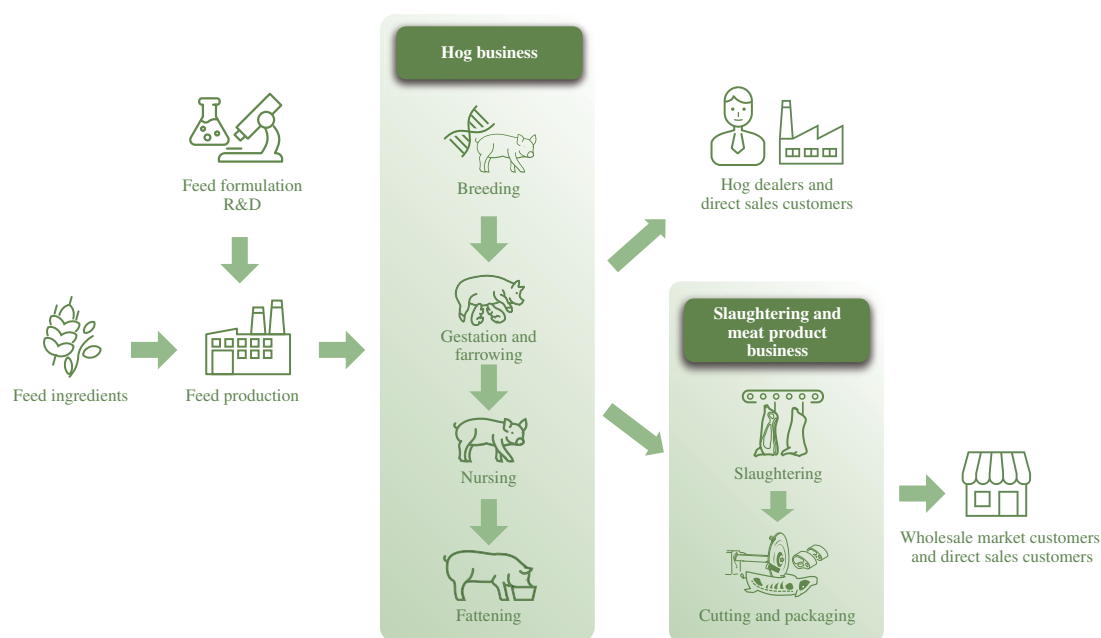 Hog business
Breeding
Gestation and
farrowing
Nursing
Fattening
Feed formulation
R&D
Feed ingredients
Feed production
Hog dealers and
direct sales customers
Slaughtering and
meat product
business
Slaughtering
Cutting and packaging
Wholesale market customers
and direct sales customers